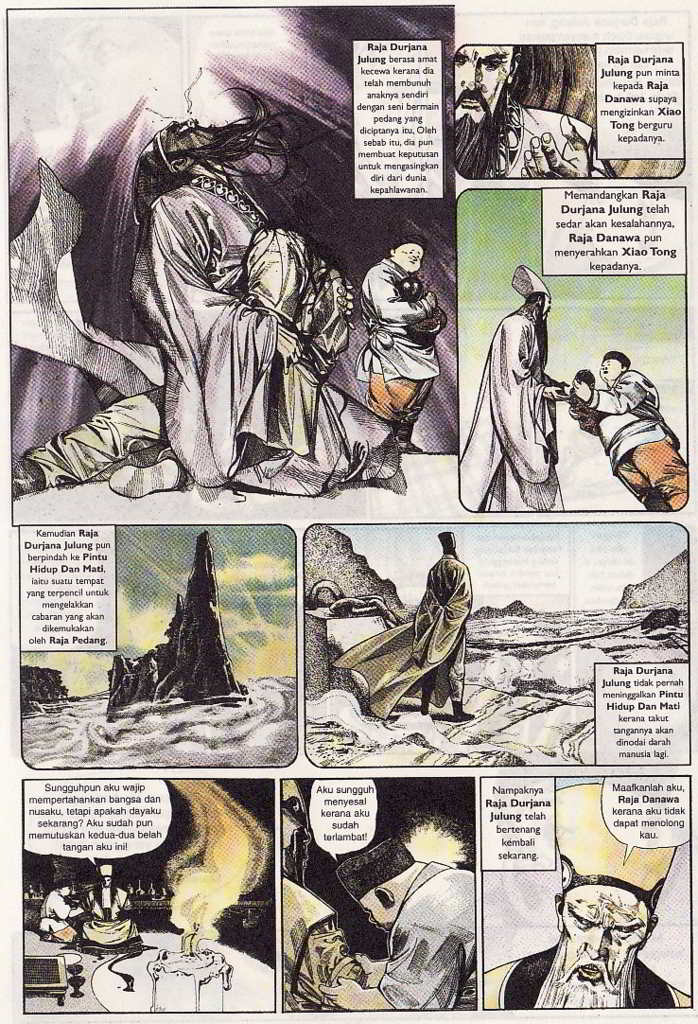 Raja Durjana
Julung berasa amat
kecewa kerana dia
telah membunuh
anaknya sendiri
dengan seni bermain
pedang yang
diciptanya itu, Oleh
sebab itu, dia pun
membuat keputusan
untuk mengasingkan
diri dari dunia
kepahlawanan.
Raja Durjana
Julung pun minta
kepada Raja
Danawa supaya
mengizinkan Xiao
Tong berguru
kepadanya.
Memandangkan Raja
Durjana Julung telah
sedar akan kesalahannya,
Raja Danawa pun
menyerahkan Xiao Tong
kepadanya.
Kemudian Raja
Durjana Julung pun
berpindah ke Pintu
Hidup Dan Mati,
iaitu suatu tempat
yang terpencil untuk
mengelakkan
cabaran yang akan
dikemukakan
oleh Raja Pedang.
Raja Durjana
Julung tidak pernah
meninggalkan Pintu
Hidup Dan Mati
kerana takut
tangannya akan
dinodai darah
manusia lagi.
Sungguhpun aku wajip
mempertahankan bangsa dan
nusaku, tetapi apakah dayaku
sekarang? Aku sudah pun
memutuskan kedua-dua belah
tangan aku ini!
Aku sungguh
menyesal
kerana aku
sudah
terlambat!
Nampaknya
Raja Durjana
Julung telah
bertenang
kembali
sekarang.
Maafkanlah aku,
Raja Danawa
kerana aku tidak
dapat menolong
kau.